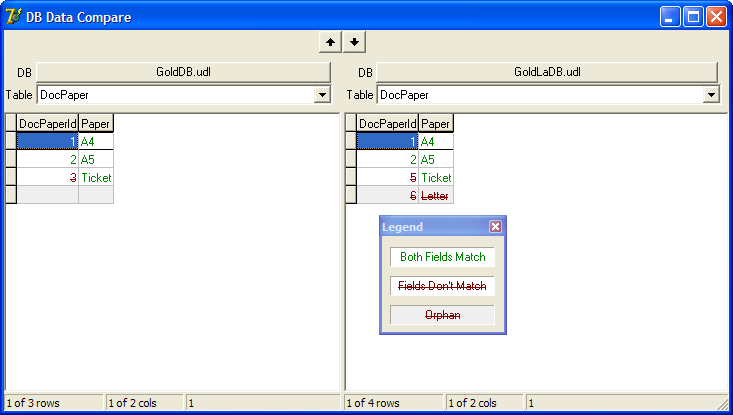 DB Data Compare
DB GoldDB.udl DB GoldLaDB.udl
Table DocPaper Table DocPaper
DocPaperId Paper DocPaperId Paper
1 A4 1 A4
2 A5 2 A5
3 Ticket 5 Ticket
6 Letter
Legend
Both Fields Match
Fields Don't Match
Orphan
1 of 3 rows 1 of 2 cols 1 1 of 4 rows 1 of 2 cols 1